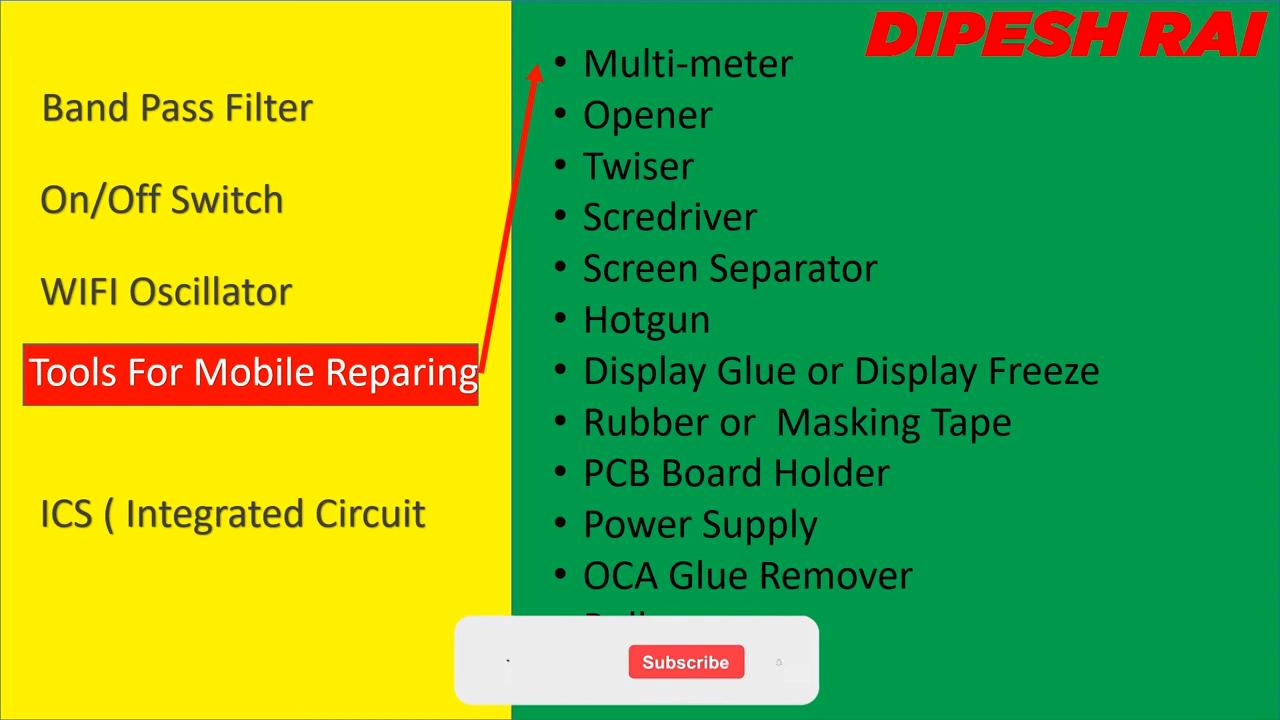 DIPESH RAI
Band Pass Filter
On/Off Switch
WIFI Oscillator
Tools For Mobile Reparing
ICS ( Integrated Circuit
• Multi-meter
• Opener
• Twiser
• Scredriver
• Screen Separator
• Hotgun
• Display Glue or Display Freeze
• Rubber or  Masking Tape
• PCB Board Holder
• Power Supply
• OCA Glue Remover
Subscribe